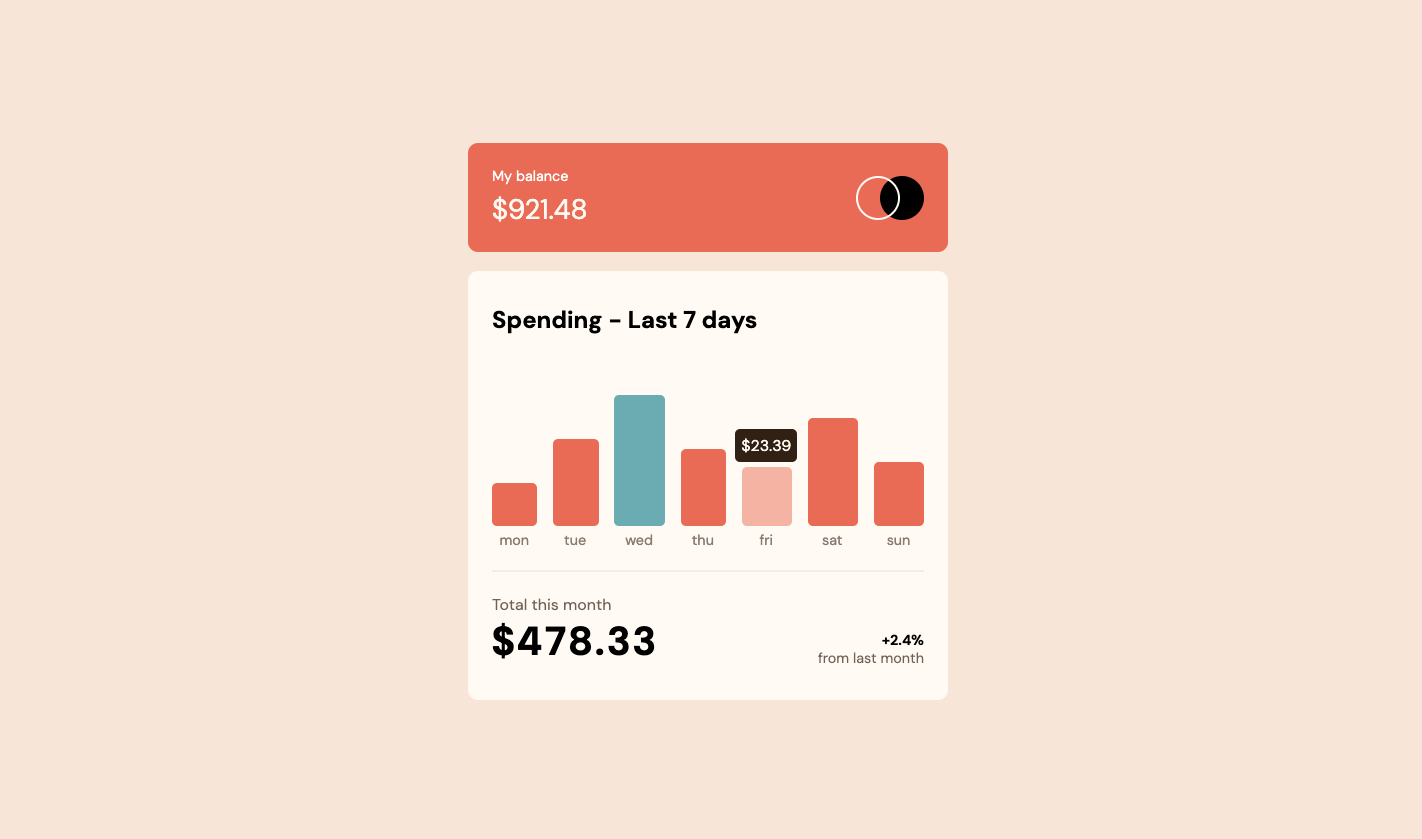 My balance
$921.48
Spending - Last 7 days
$23.39
mon tue wed thu fri sat sun
Total this month
$478.33
+2.4%
from last month